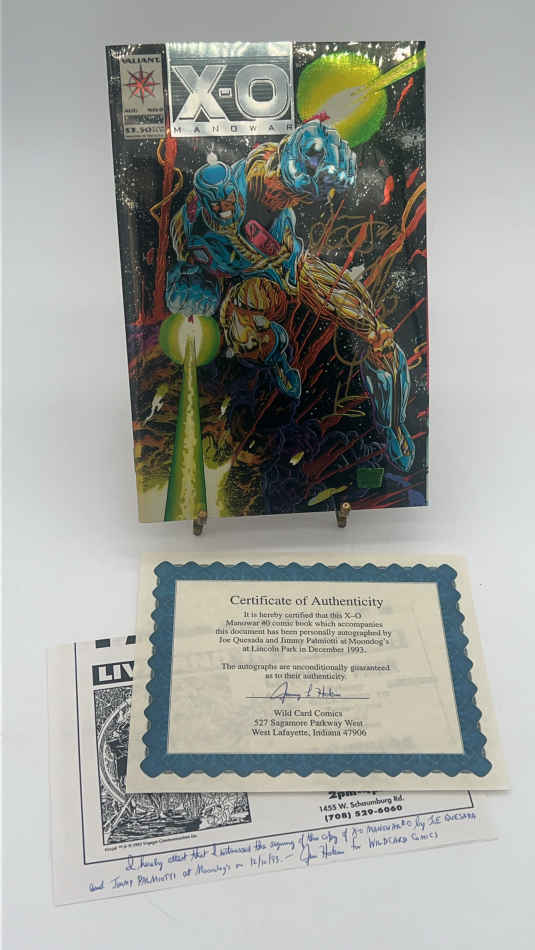 VALIANT
AUG NO.0
$3.50
X-O
MANOWAR
Certificate of Authenticity
It is hereby certified that this X-O
Manowar #0 comic book which accompanies
this document has been personally autographed by
Joe Quesada and Jimmy Palmiotti at Moondog's
at Lincoln Park in December 1993.
The autographs are unconditionally guaranteed
as to their authenticity.
Wild Card Comics
527 Sagamore Parkway West
West Lafayette, Indiana 47906
LIV
2pm
1455 W. Schaumburg Rd.
(708) 529-6060
I hereby attest that I witnessed the signing of this copy of XO MANOWAR #0 by JOE QUESADA
and JIMMY PALMIOTTI at Moondog's on 12/11/93. — for WILDCARD COMICS